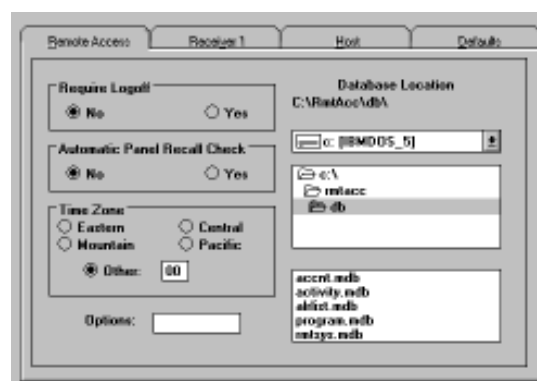 Remote Access Receiver 1 Host Defaults
Require Logoff
No Yes
Automatic Panel Recall Check
No Yes
Time Zone
Eastern Central
Mountain Pacific
Other: 00
Options:
Database Location
C:\RmtAcc\db\
c: [IBMDOS_5]
c:\
rmtacc
db
accnt.mdb
activity.mdb
program.mdb
rmtsys.mdb